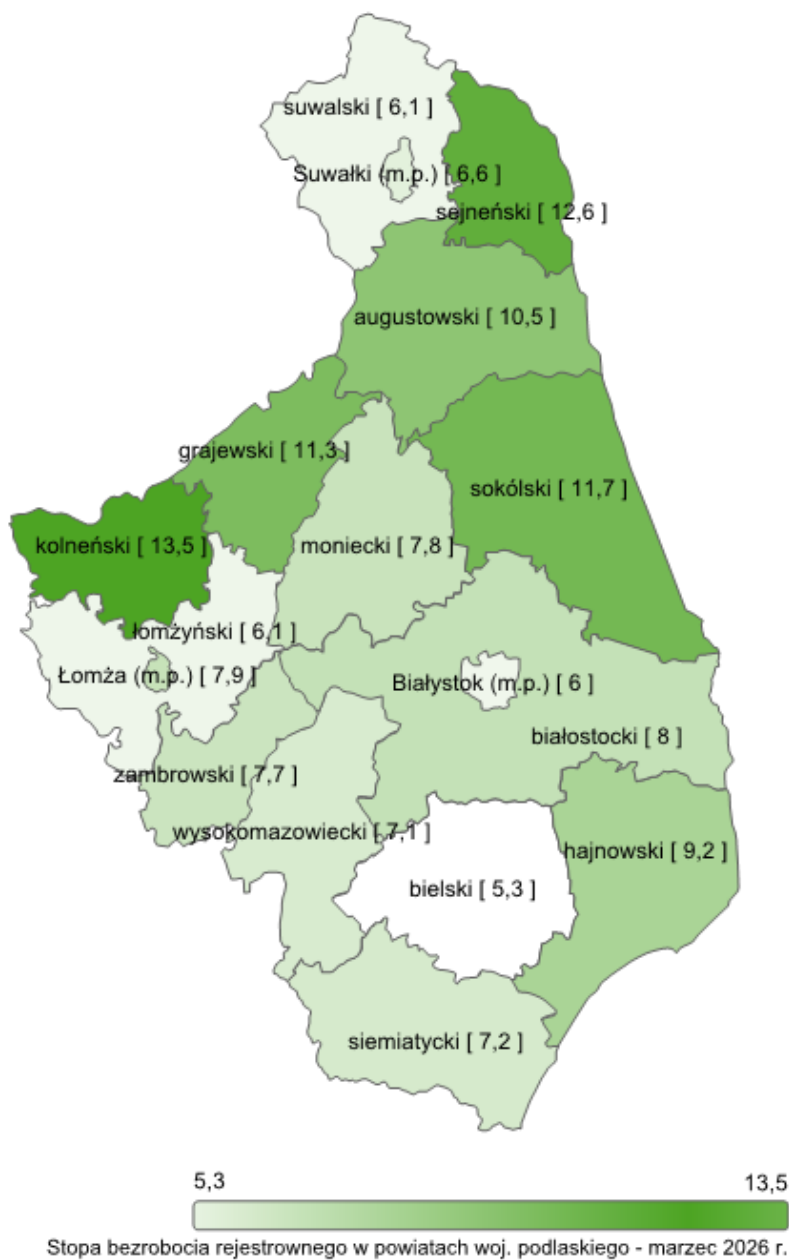 suwalski [ 6,1 ]
Suwałki (m.p.) [ 6,6 ]
sejneński [ 12,6 ]
augustowski [ 10,5 ]
grajewski [ 11,3 ]
sokólski [ 11,7 ]
kolneński [ 13,5 ]
moniecki [ 7,8 ]
łomżyński [ 6,1 ]
Łomża (m.p.) [ 7,9 ]
Białystok (m.p.) [ 6 ]
białostocki [ 8 ]
zambrowski [ 7,7 ]
wysokomazowiecki [ 7,1 ]
hajnowski [ 9,2 ]
bielski [ 5,3 ]
siemiatycki [ 7,2 ]
5,3 13,5
Stopa bezrobocia rejestrownego w powiatach woj. podlaskiego - marzec 2026 r.